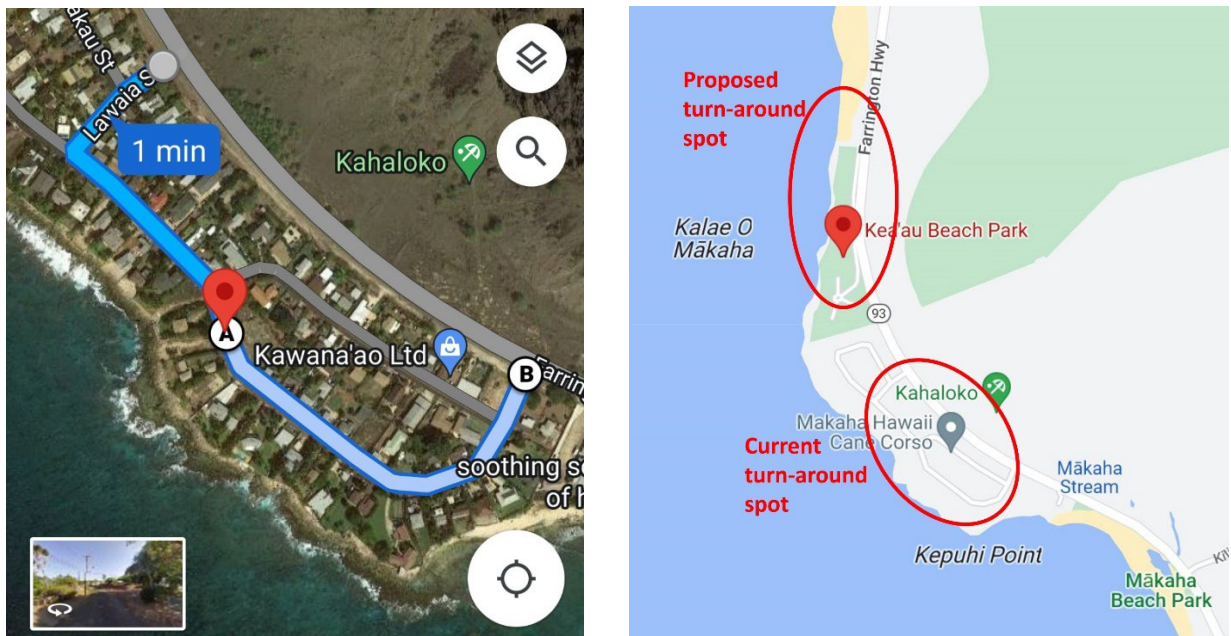 akau St
Lawaia S
1 min
Kahaloko
A
Kawana'ao Ltd
B
Farrin
soothing so
of h
Proposed
turn-around
spot
Farrington Hwy
Kalae O
Mākaha
Kea'au Beach Park
93
Kahaloko
Makaha Hawaii
Cane Corso
Current
turn-around
spot
Mākaha
Stream
Kepuhi Point
Kili
Mākaha
Beach Park